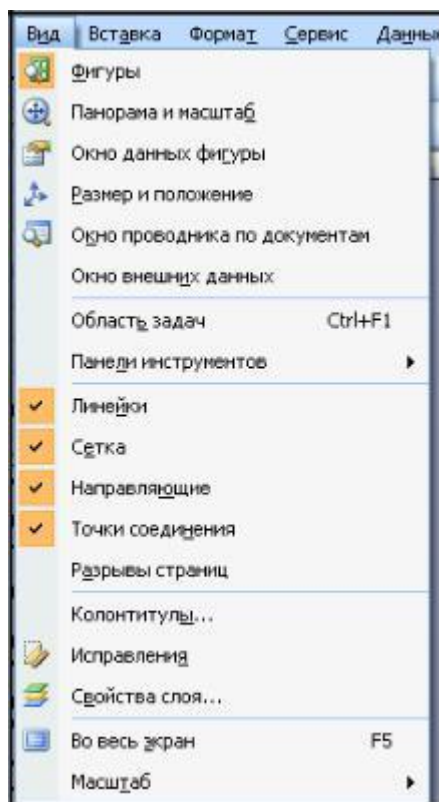 Вид Вставка Формат Сервис Данны
Фигуры
Панорама и масштаб
Окно данных фигуры
Размер и положение
Окно проводника по документам
Окно внешних данных
Область задач Ctrl+F1
Панели инструментов
Линейки
Сетка
Направляющие
Точки соединения
Разрывы страниц
Колонтитулы...
Исправления
Свойства слоя...
Во весь экран F5
Масштаб